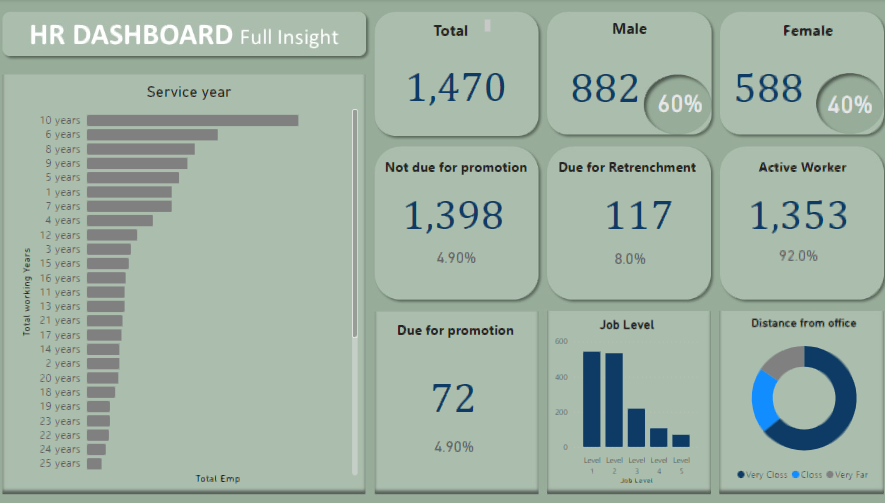 HR DASHBOARD Full Insight
Service year
Total working Years
10 years
6 years
8 years
9 years
5 years
1 years
7 years
4 years
12 years
3 years
15 years
16 years
11 years
13 years
21 years
17 years
14 years
2 years
20 years
18 years
19 years
23 years
22 years
24 years
25 years
Total Emp
Total
1,470
Male
882
60%
Female
588
40%
Not due for promotion
1,398
4.90%
Due for Retrenchment
117
8.0%
Active Worker
1,353
92.0%
Due for promotion
72
4.90%
Job Level
600
400
200
0
Level 1
Level 2
Level 3
Level 4
Level 5
Job Level
Distance from office
Very Closs
Closs
Very Far